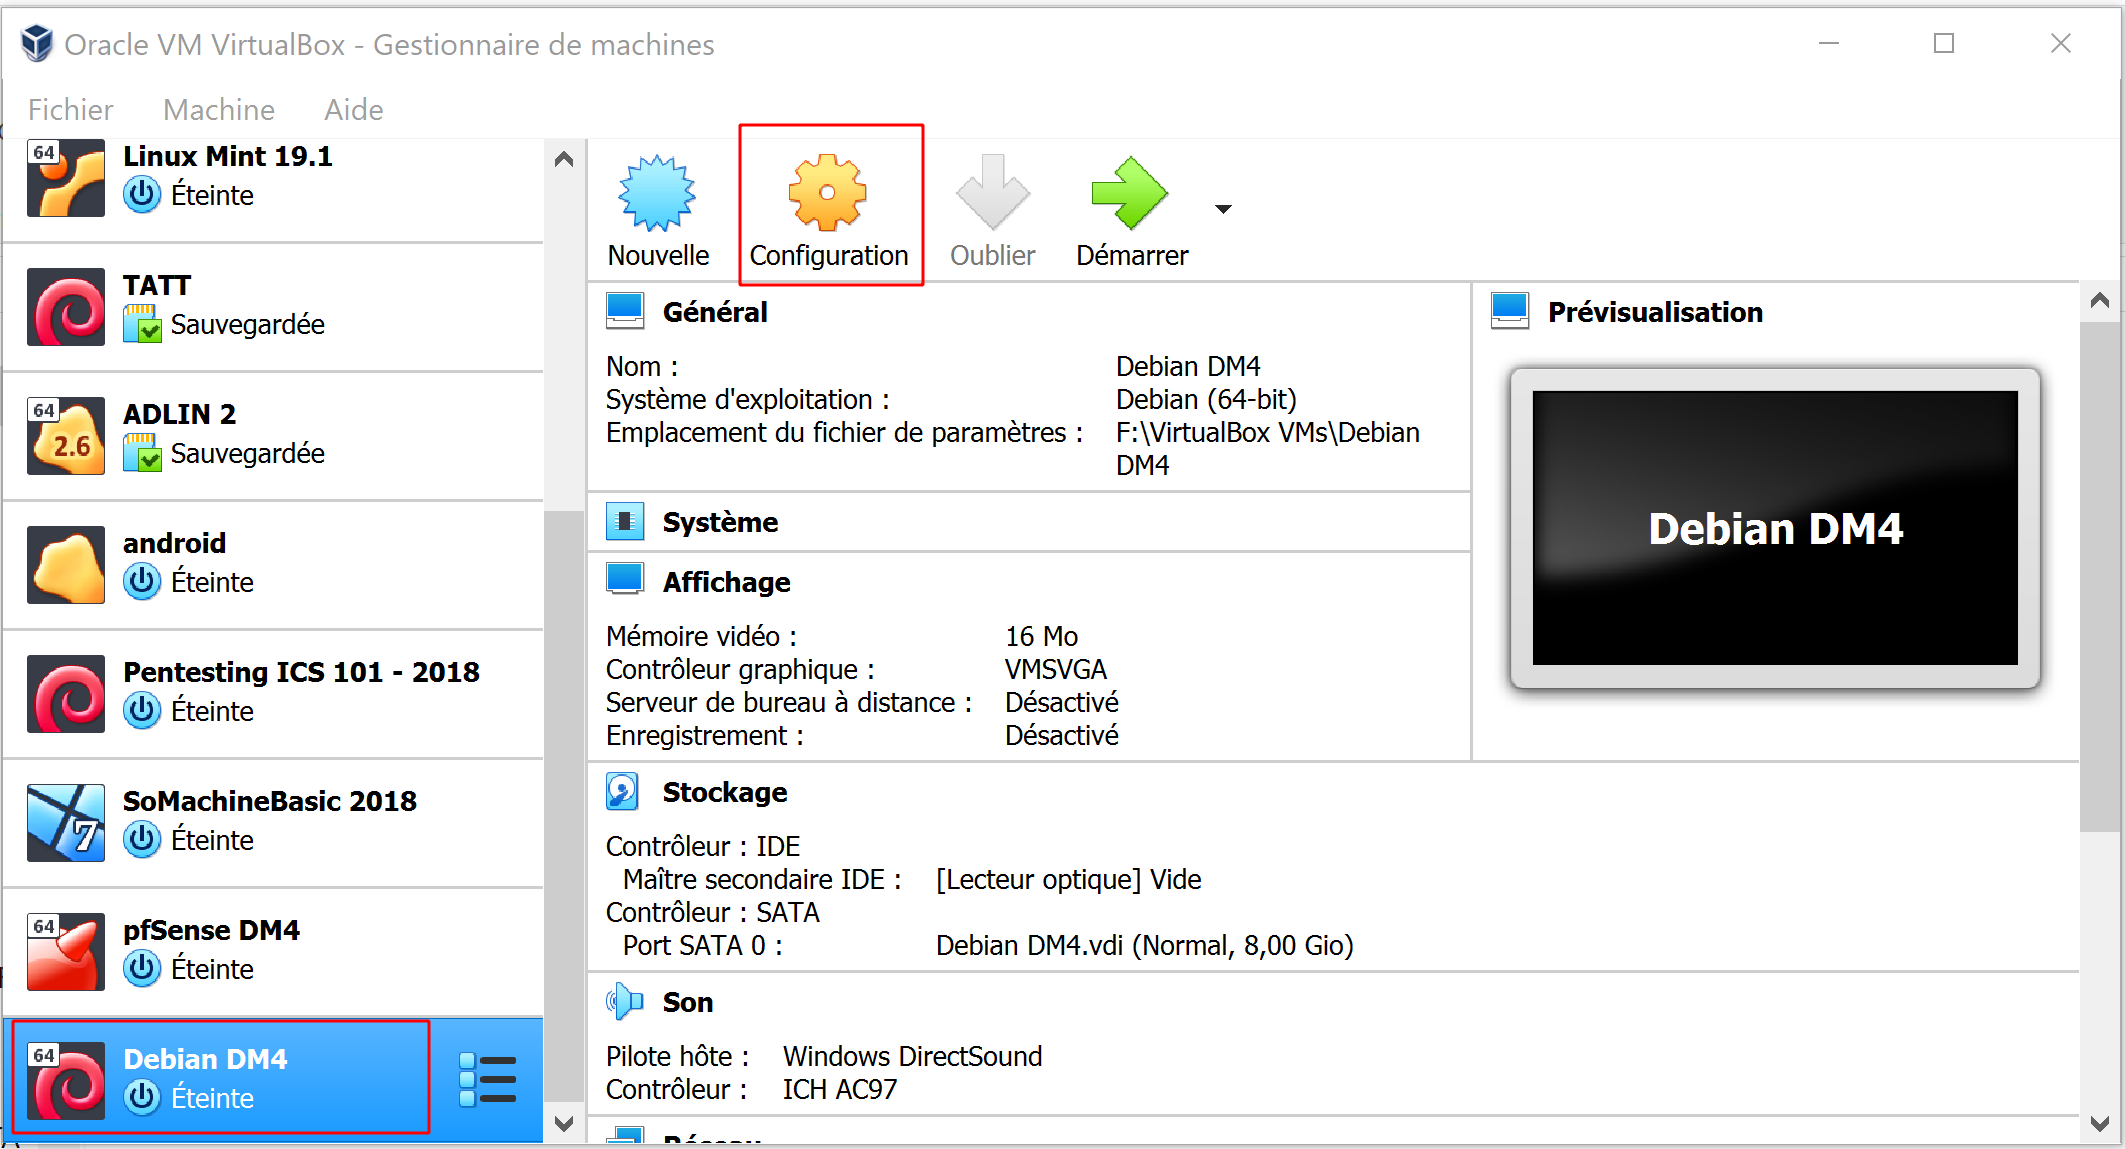 Oracle VM VirtualBox - Gestionnaire de machines
Fichier Machine Aide
64
Linux Mint 19.1
Éteinte
TATT
Sauvegardée
64
2.6
ADLIN 2
Sauvegardée
android
Éteinte
Pentesting ICS 101 - 2018
Éteinte
7
SoMachineBasic 2018
Éteinte
64
pfSense DM4
Éteinte
64
Debian DM4
Éteinte
Nouvelle Configuration Oublier Démarrer
Général
Nom : Debian DM4
Système d'exploitation : Debian (64-bit)
Emplacement du fichier de paramètres : F:\VirtualBox VMs\Debian
DM4
Système
Affichage
Mémoire vidéo : 16 Mo
Contrôleur graphique : VMSVGA
Serveur de bureau à distance : Désactivé
Enregistrement : Désactivé
Prévisualisation
Debian DM4
Stockage
Contrôleur : IDE
Maître secondaire IDE : [Lecteur optique] Vide
Contrôleur : SATA
Port SATA 0 : Debian DM4.vdi (Normal, 8,00 Gio)
Son
Pilote hôte : Windows DirectSound
Contrôleur : ICH AC97
Réseau